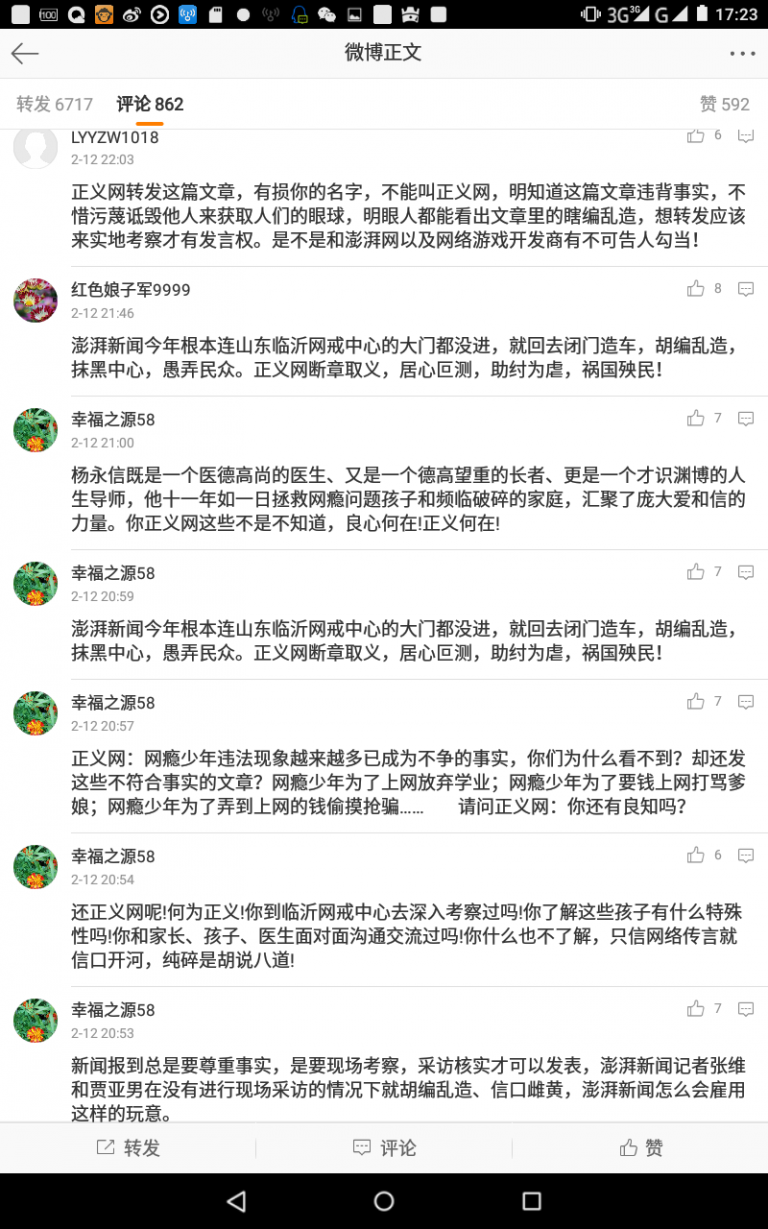 100
3G
3G
G
17:23
微博正文
转发 6717 评论 862 赞 592
LYYZW1018 6
2-12 22:03
正义网转发这篇文章，有损你的名字，不能叫正义网，明知道这篇文章违背事实，不
惜污蔑诋毁他人来获取人们的眼球，明眼人都能看出文章里的瞎编乱造，想转发应该
来实地考察才有发言权。是不是和澎湃网以及网络游戏开发商有不可告人勾当！
红色娘子军9999 8
2-12 21:46
澎湃新闻今年根本连山东临沂网戒中心的大门都没进，就回去闭门造车，胡编乱造，
抹黑中心，愚弄民众。正义网断章取义，居心叵测，助纣为虐，祸国殃民！
幸福之源58 7
2-12 21:00
杨永信既是一个医德高尚的医生、又是一个德高望重的长者、更是一个才识渊博的人
生导师，他十一年如一日拯救网瘾问题孩子和频临破碎的家庭，汇聚了庞大爱和信的
力量。你正义网这些不是不知道，良心何在!正义何在!
幸福之源58 7
2-12 20:59
澎湃新闻今年根本连山东临沂网戒中心的大门都没进，就回去闭门造车，胡编乱造，
抹黑中心，愚弄民众。正义网断章取义，居心叵测，助纣为虐，祸国殃民！
幸福之源58 7
2-12 20:57
正义网：网瘾少年违法现象越来越多已成为不争的事实，你们为什么看不到？却还发
这些不符合事实的文章？网瘾少年为了上网放弃学业；网瘾少年为了要钱上网打骂爹
娘；网瘾少年为了弄到上网的钱偷摸抢骗…… 请问正义网：你还有良知吗？
幸福之源58 6
2-12 20:54
还正义网呢!何为正义!你到临沂网戒中心去深入考察过吗!你了解这些孩子有什么特殊
性吗!你和家长、孩子、医生面对面沟通交流过吗!你什么也不了解，只信网络传言就
信口开河，纯碎是胡说八道!
幸福之源58 7
2-12 20:53
新闻报到总是要尊重事实，是要现场考察，采访核实才可以发表，澎湃新闻记者张维
和贾亚男在没有进行现场采访的情况下就胡编乱造、信口雌黄，澎湃新闻怎么会雇用
这样的玩意。
转发 评论 赞